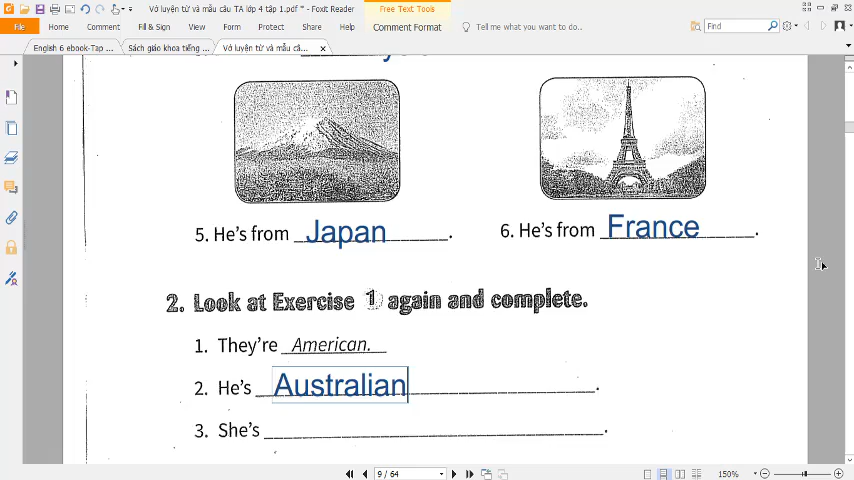 Vở luyện từ và mẫu câu TA lớp 4 tập 1.pdf * - Foxit Reader
Free Text Tools
File
Home
Comment
Fill & Sign
View
Form
Protect
Share
Help
Comment Format
Tell me what you want to do..
Find
English 6 ebook-Tap ...
Sách giáo khoa tiếng ...
Vở luyện từ và mẫu câ...
5. He's from Japan.
6. He's from France.
2. Look at Exercise 1 again and complete.
1. They're American.
2. He's Australian.
3. She's .
9 / 64
150%